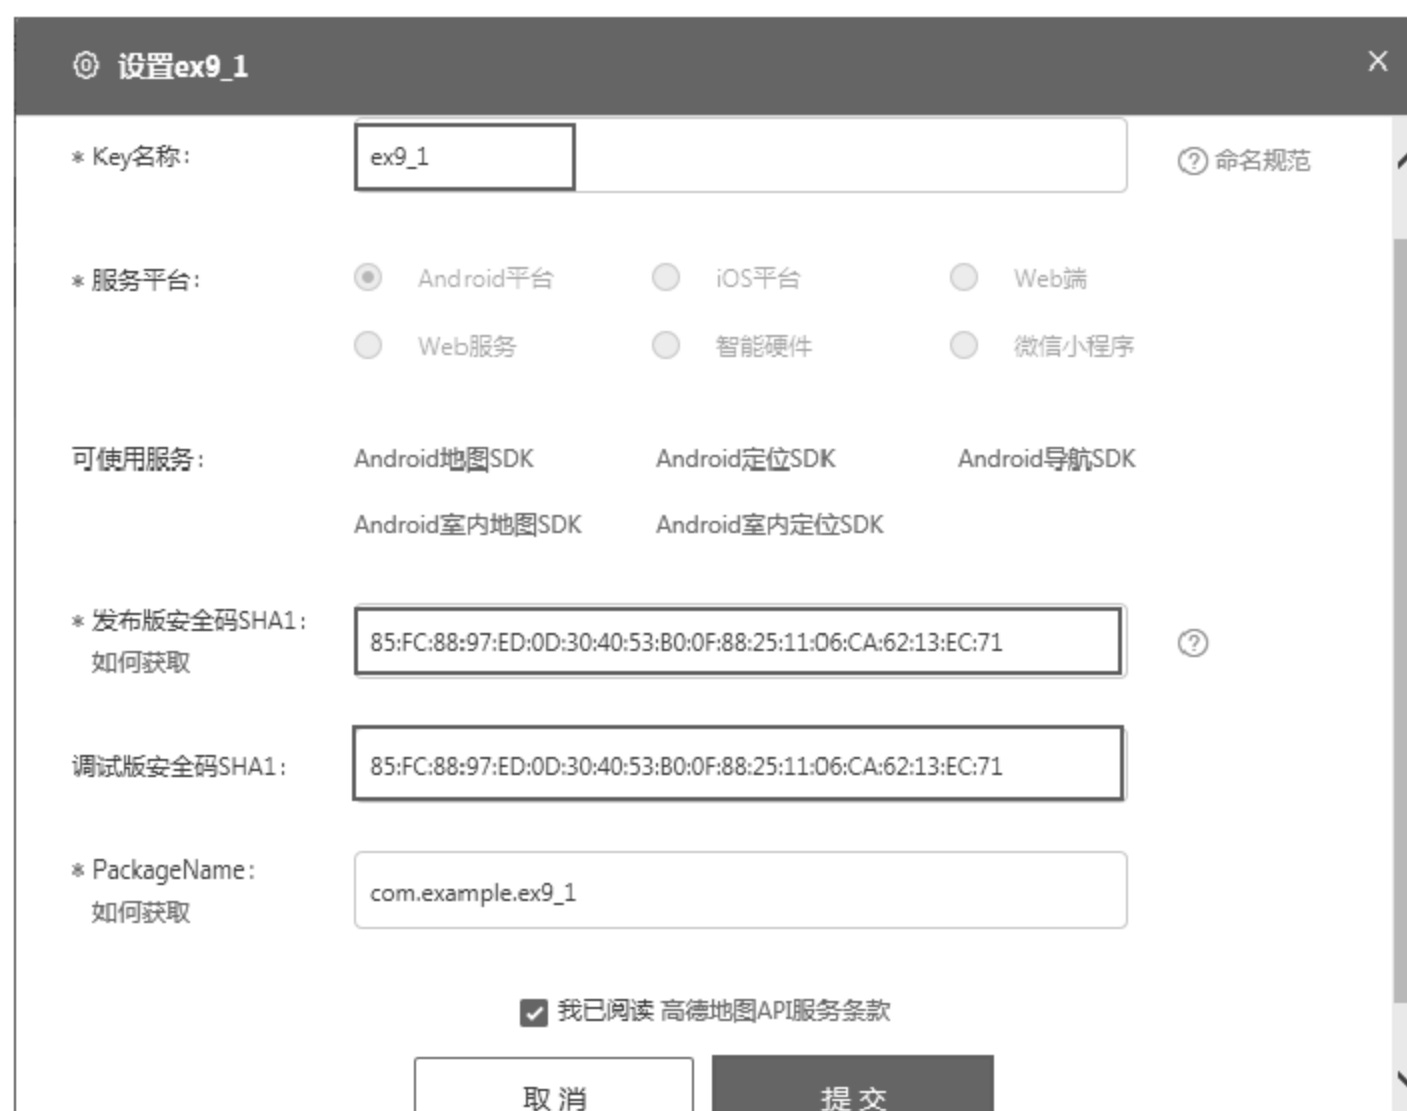 设置ex9_1
* Key名称: ex9_1 命名规范
* 服务平台: Android平台 iOS平台 Web端
Web服务 智能硬件 微信小程序
可使用服务: Android地图SDK Android定位SDK Android导航SDK
Android室内地图SDK Android室内定位SDK
* 发布版安全码SHA1: 85:FC:88:97:ED:0D:30:40:53:B0:0F:88:25:11:06:CA:62:13:EC:71
如何获取
调试版安全码SHA1: 85:FC:88:97:ED:0D:30:40:53:B0:0F:88:25:11:06:CA:62:13:EC:71
* PackageName: com.example.ex9_1
如何获取
我已阅读 高德地图API服务条款
取消 提交